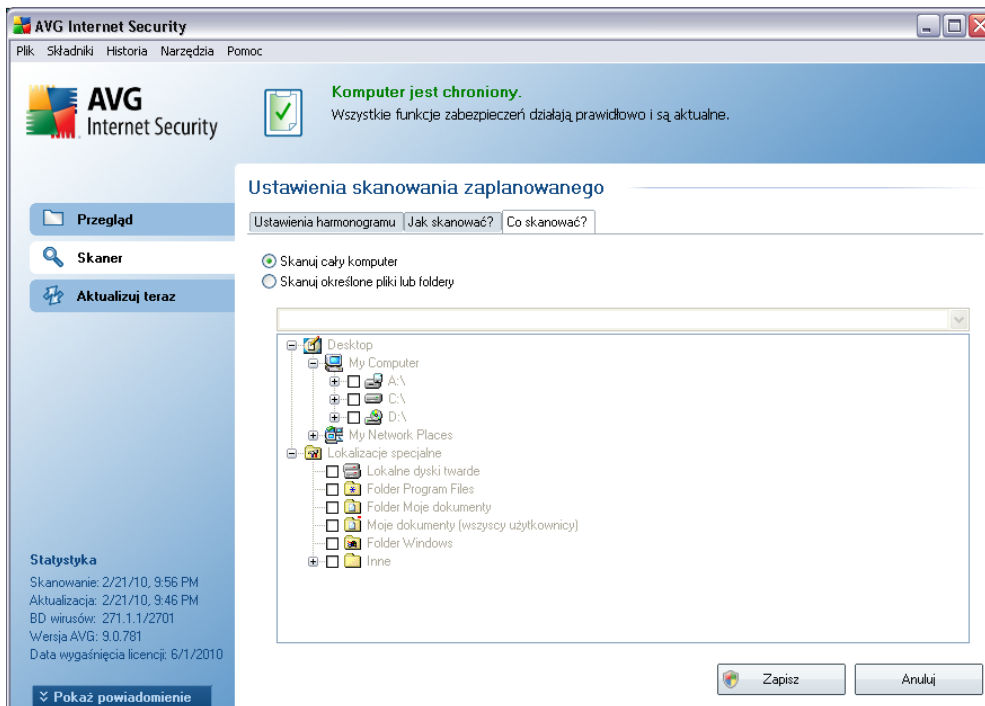 AVG Internet Security
Plik Składniki Historia Narzędzia Pomoc
AVG
Internet Security
Komputer jest chroniony.
Wszystkie funkcje zabezpieczeń działają prawidłowo i są aktualne.
Ustawienia skanowania zaplanowanego
Przegląd
Skaner
Aktualizuj teraz
Ustawienia harmonogramu Jak skanować? Co skanować?
Skanuj cały komputer
Skanuj określone pliki lub foldery
Desktop
My Computer
A:\
C:\
D:\
My Network Places
Lokalizacje specjalne
Lokalne dyski twarde
Folder Program Files
Folder Moje dokumenty
Moje dokumenty (wszyscy użytkownicy)
Folder Windows
Inne
Statystyka
Skanowanie: 2/21/10, 9:56 PM
Aktualizacja: 2/21/10, 9:46 PM
BD wirusów: 271.1.1/2701
Wersja AVG: 9.0.781
Data wygaśnięcia licencji: 6/1/2010
Pokaż powiadomienie
Zapisz Anuluj